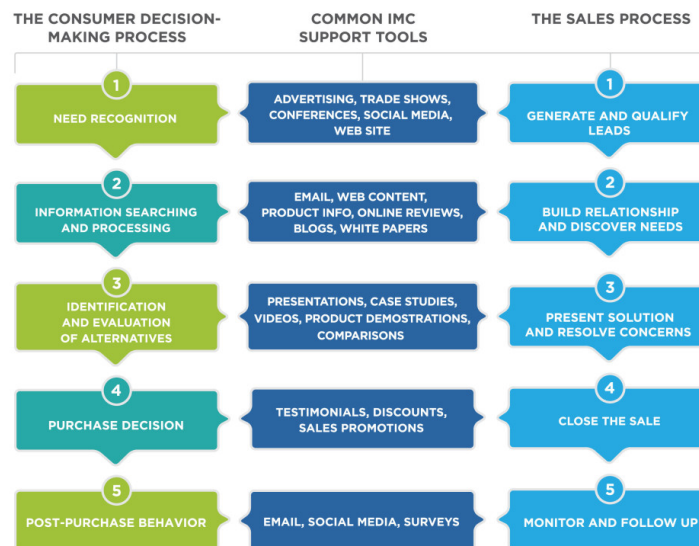 THE CONSUMER DECISION-
MAKING PROCESS
COMMON IMC
SUPPORT TOOLS
THE SALES PROCESS
1
NEED RECOGNITION
ADVERTISING, TRADE SHOWS,
CONFERENCES, SOCIAL MEDIA,
WEB SITE
1
GENERATE AND QUALIFY
LEADS
2
INFORMATION SEARCHING
AND PROCESSING
EMAIL, WEB CONTENT,
PRODUCT INFO, ONLINE REVIEWS,
BLOGS, WHITE PAPERS
2
BUILD RELATIONSHIP
AND DISCOVER NEEDS
3
IDENTIFICATION
AND EVALUATION
OF ALTERNATIVES
PRESENTATIONS, CASE STUDIES,
VIDEOS, PRODUCT DEMOSTRATIONS,
COMPARISONS
3
PRESENT SOLUTION
AND RESOLVE CONCERNS
4
PURCHASE DECISION
TESTIMONIALS, DISCOUNTS,
SALES PROMOTIONS
4
CLOSE THE SALE
5
POST-PURCHASE BEHAVIOR
EMAIL, SOCIAL MEDIA, SURVEYS
5
MONITOR AND FOLLOW UP